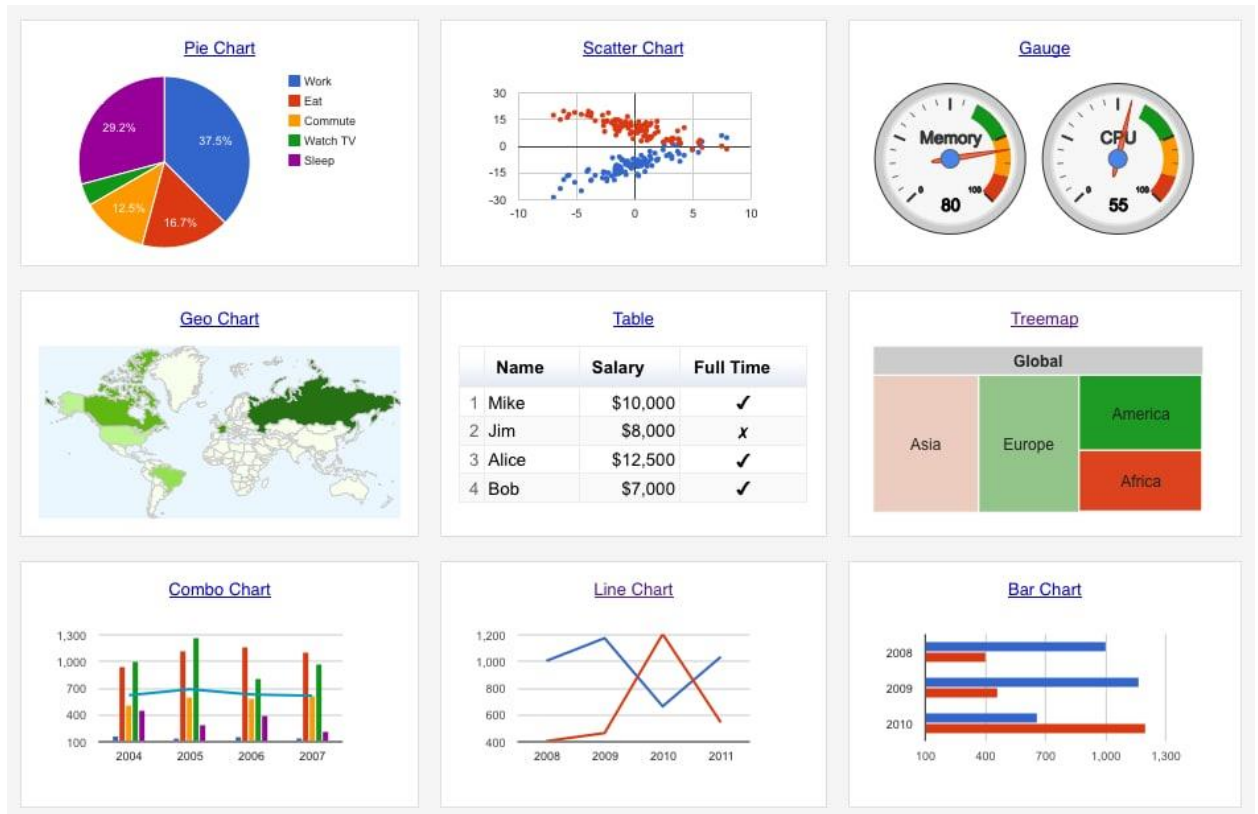 Pie Chart
Work
Eat
Commute
Watch TV
Sleep
29.2%
37.5%
12.5%
16.7%
Scatter Chart
30
15
0
-15
-30
-10 -5 0 5 10
Gauge
Memory
0 100
80
CPU
0 100
55
Geo Chart
Table
Name Salary Full Time
1 Mike $10,000 ✓
2 Jim $8,000 ✗
3 Alice $12,500 ✓
4 Bob $7,000 ✓
Treemap
Global
Asia
Europe
America
Africa
Combo Chart
1,300
1,000
700
400
100
2004 2005 2006 2007
Line Chart
1,200
1,000
800
600
400
2008 2009 2010 2011
Bar Chart
2008
2009
2010
100 400 700 1,000 1,300